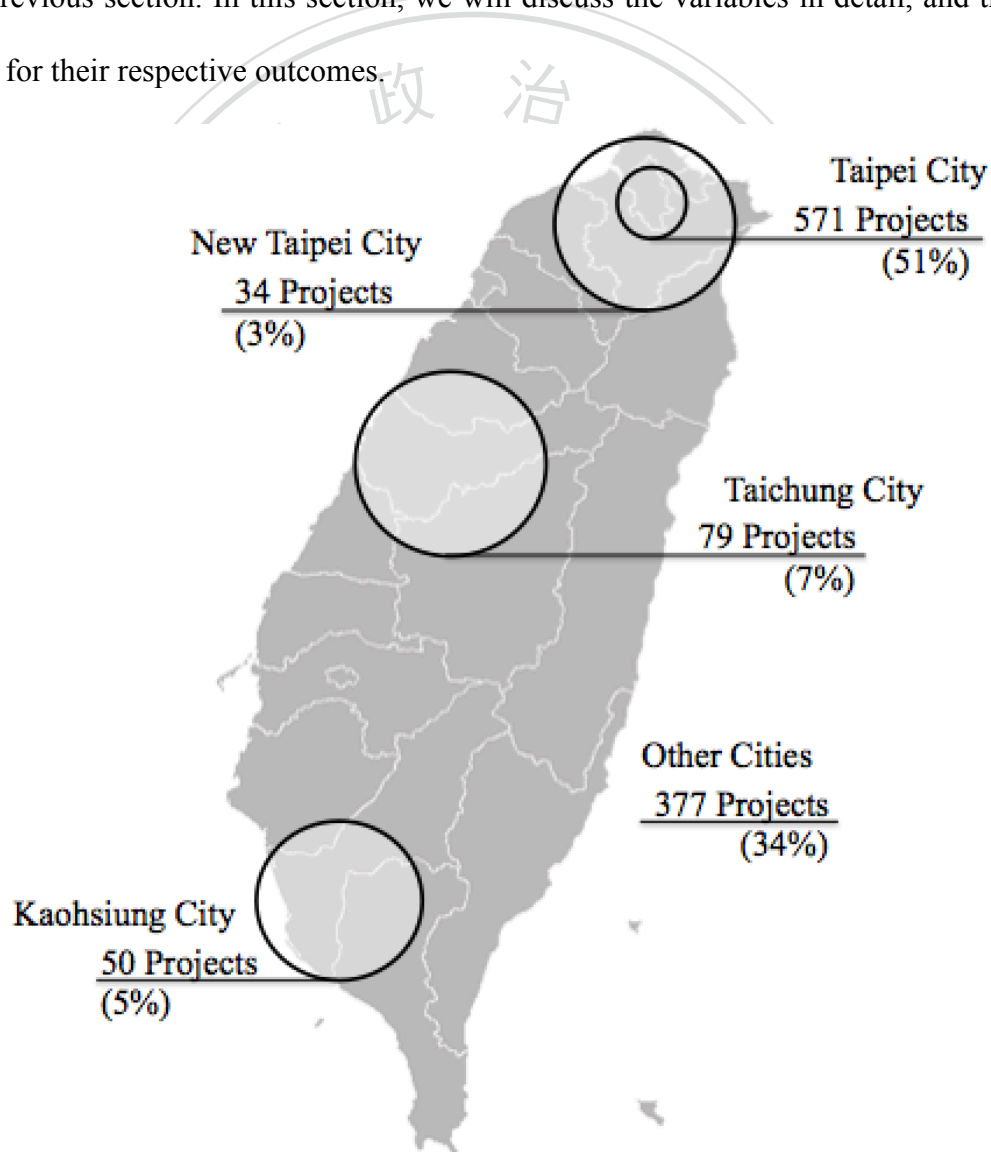 revious section. In this section, we will discuss the variables in detail, and
for their respective outcomes.
政 治
Taipei City
571 Projects
(51%)
New Taipei City
34 Projects
(3%)
Taichung City
79 Projects
(7%)
Other Cities
377 Projects
(34%)
Kaohsiung City
50 Projects
(5%)